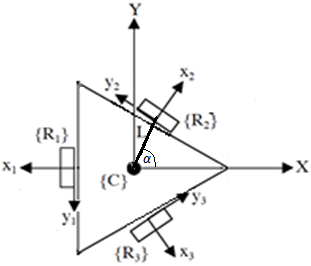 Y
x₂
y₂
{R₂}
L
{R₁}
α
x₁
{C}
X
y₁
y₃
{R₃}
x₃